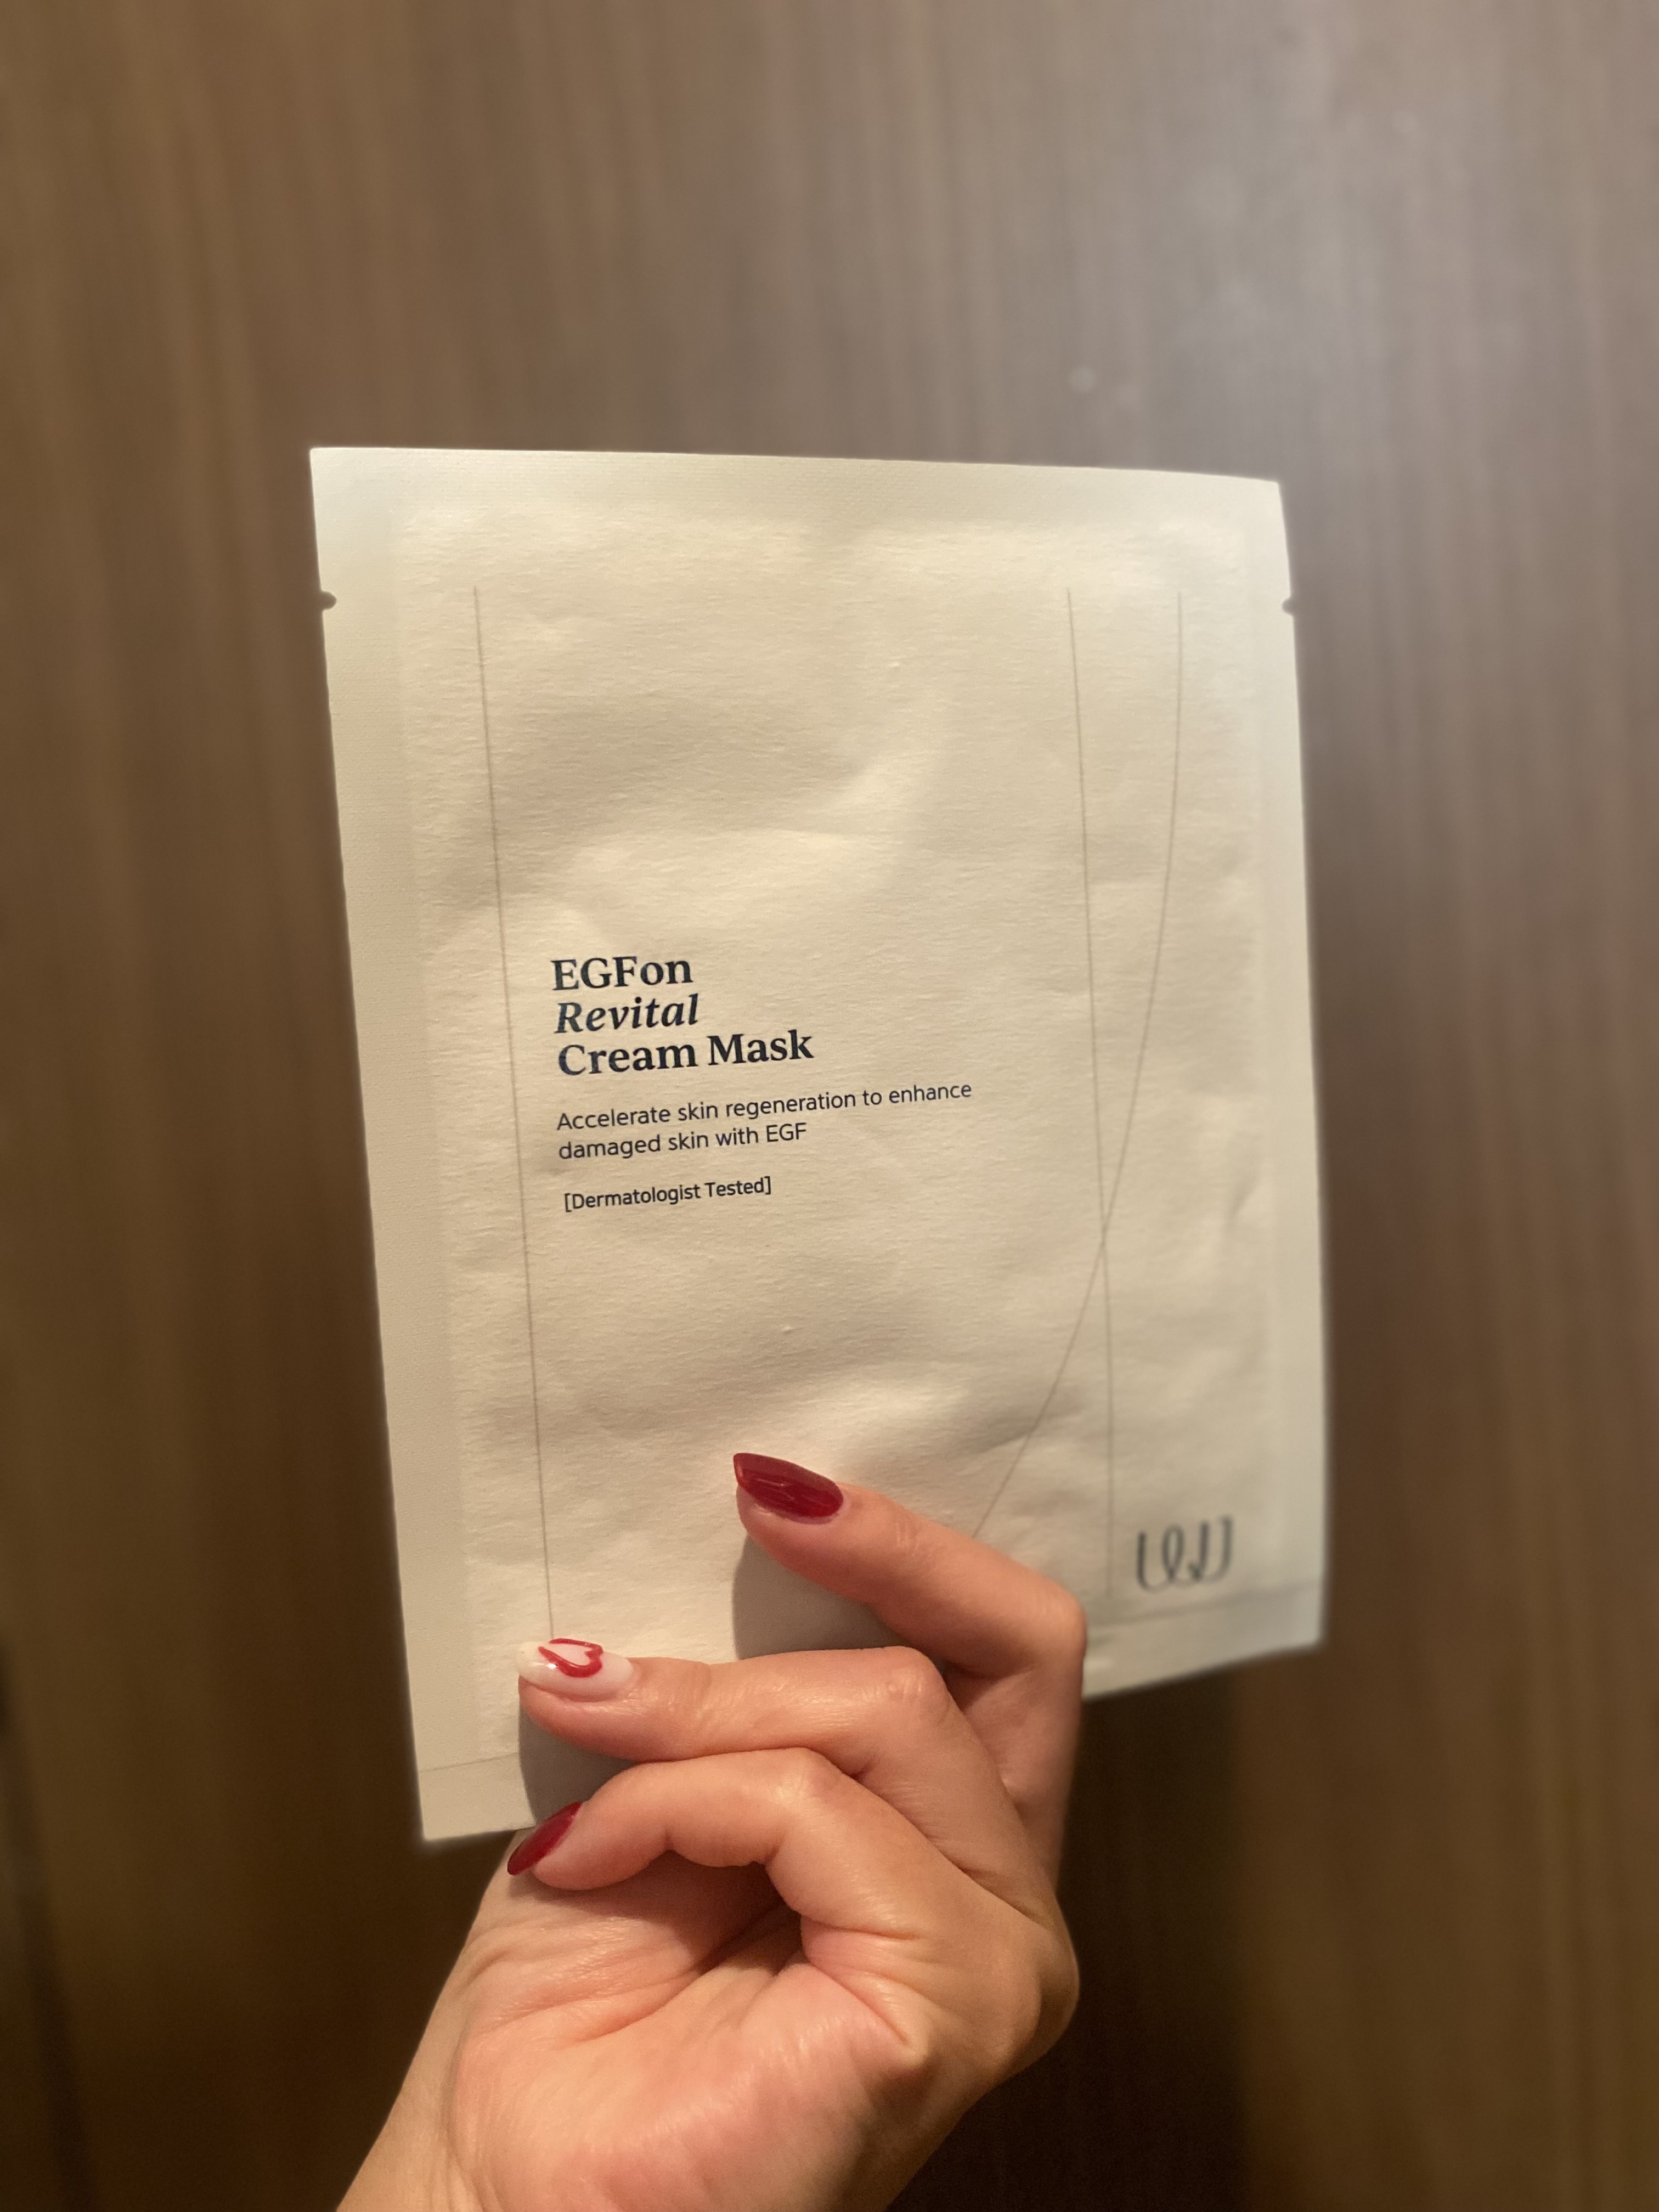 EGFon
Revital
Cream Mask
Accelerate skin regeneration to enhance
damaged skin with EGF
[Dermatologist Tested]